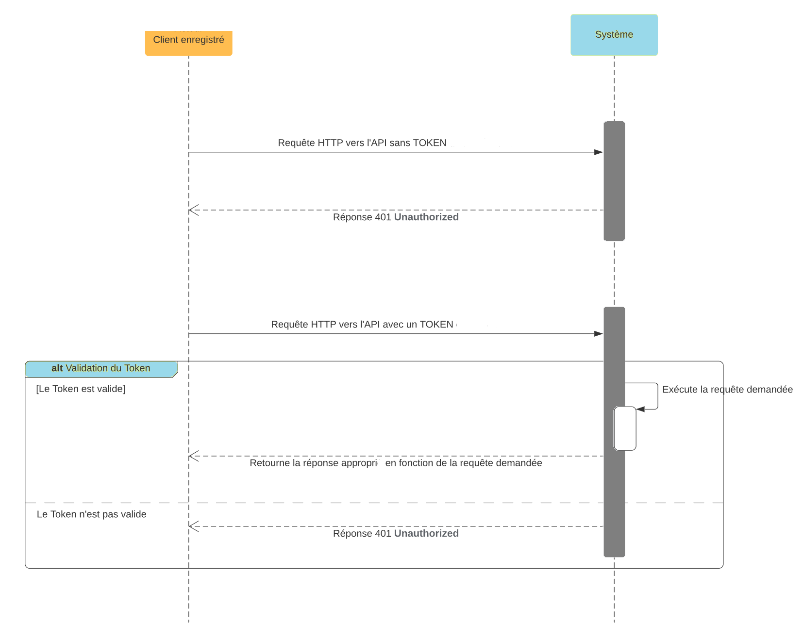 Client enregistré
Système
Requête HTTP vers l'API sans TOKEN
Réponse 401 Unauthorized
Requête HTTP vers l'API avec un TOKEN
alt Validation du Token
[Le Token est valide]
Exécute la requête demandée
Retourne la réponse appropri en fonction de la requête demandée
Le Token n'est pas valide
Réponse 401 Unauthorized